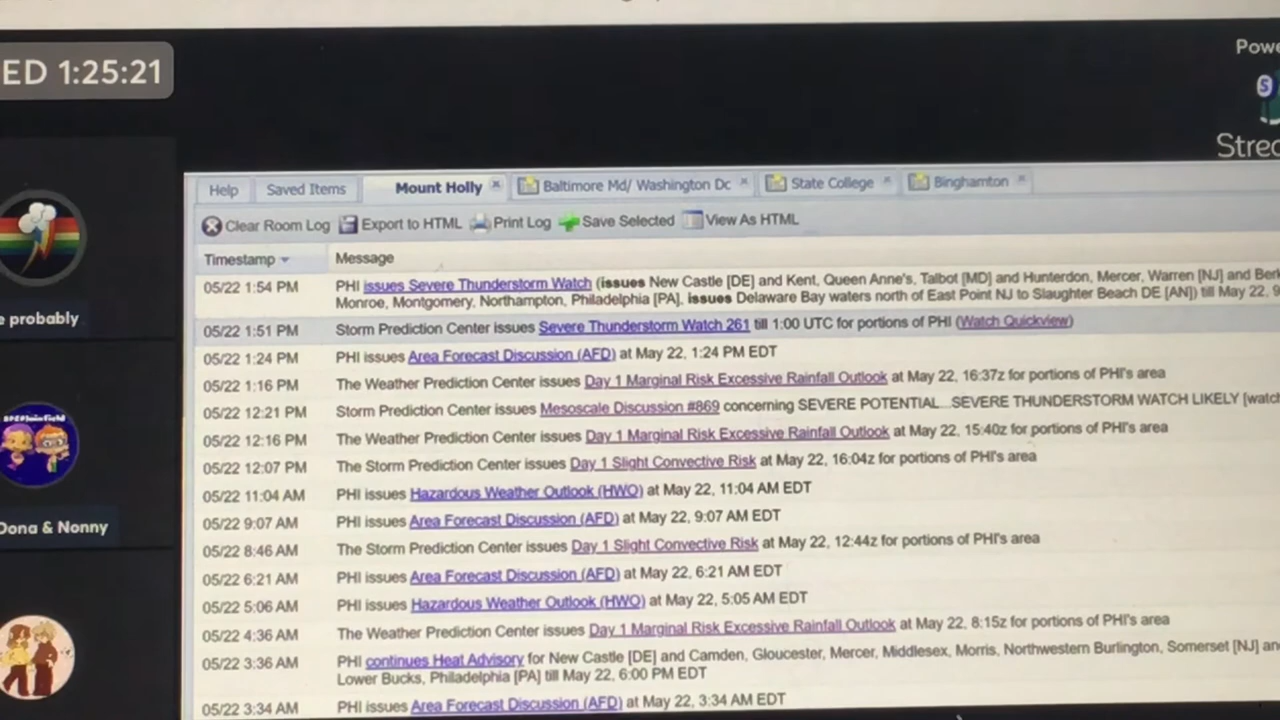 Powe
ED 1:25:21
Strea
Help Saved Items Mount Holly Baltimore Md/ Washington Dc State College Binghamton
Clear Room Log Export to HTML Print Log Save Selected View As HTML
Timestamp Message
05/22 1:54 PM PHI issues Severe Thunderstorm Watch (issues New Castle [DE] and Kent, Queen Anne's, Talbot [MD] and Hunterdon, Mercer, Warren [NJ] and Berk
Monroe, Montgomery, Northampton, Philadelphia [PA], issues Delaware Bay waters north of East Point NJ to Slaughter Beach DE [AN]) till May 22, 9
e probably
05/22 1:51 PM Storm Prediction Center issues Severe Thunderstorm Watch 261 till 1:00 UTC for portions of PHI (Watch Quickview)
05/22 1:24 PM PHI issues Area Forecast Discussion (AFD) at May 22, 1:24 PM EDT
05/22 1:16 PM The Weather Prediction Center issues Day 1 Marginal Risk Excessive Rainfall Outlook at May 22, 16:37z for portions of PHI's area
05/22 12:21 PM Storm Prediction Center issues Mesoscale Discussion #869 concerning SEVERE POTENTIAL...SEVERE THUNDERSTORM WATCH LIKELY [watch
05/22 12:16 PM The Weather Prediction Center issues Day 1 Marginal Risk Excessive Rainfall Outlook at May 22, 15:40z for portions of PHI's area
05/22 12:07 PM The Storm Prediction Center issues Day 1 Slight Convective Risk at May 22, 16:04z for portions of PHI's area
05/22 11:04 AM PHI issues Hazardous Weather Outlook (HWO) at May 22, 11:04 AM EDT
05/22 9:07 AM PHI issues Area Forecast Discussion (AFD) at May 22, 9:07 AM EDT
Dona & Nonny
05/22 8:46 AM The Storm Prediction Center issues Day 1 Slight Convective Risk at May 22, 12:44z for portions of PHI's area
05/22 6:21 AM PHI issues Area Forecast Discussion (AFD) at May 22, 6:21 AM EDT
05/22 5:06 AM PHI issues Hazardous Weather Outlook (HWO) at May 22, 5:05 AM EDT
05/22 4:36 AM The Weather Prediction Center issues Day 1 Marginal Risk Excessive Rainfall Outlook at May 22, 8:15z for portions of PHI's area
05/22 3:36 AM PHI continues Heat Advisory for New Castle [DE] and Camden, Gloucester, Mercer, Middlesex, Morris, Northwestern Burlington, Somerset [NJ] and
Lower Bucks, Philadelphia [PA] till May 22, 6:00 PM EDT
05/22 3:34 AM PHI issues Area Forecast Discussion (AFD) at May 22, 3:34 AM EDT